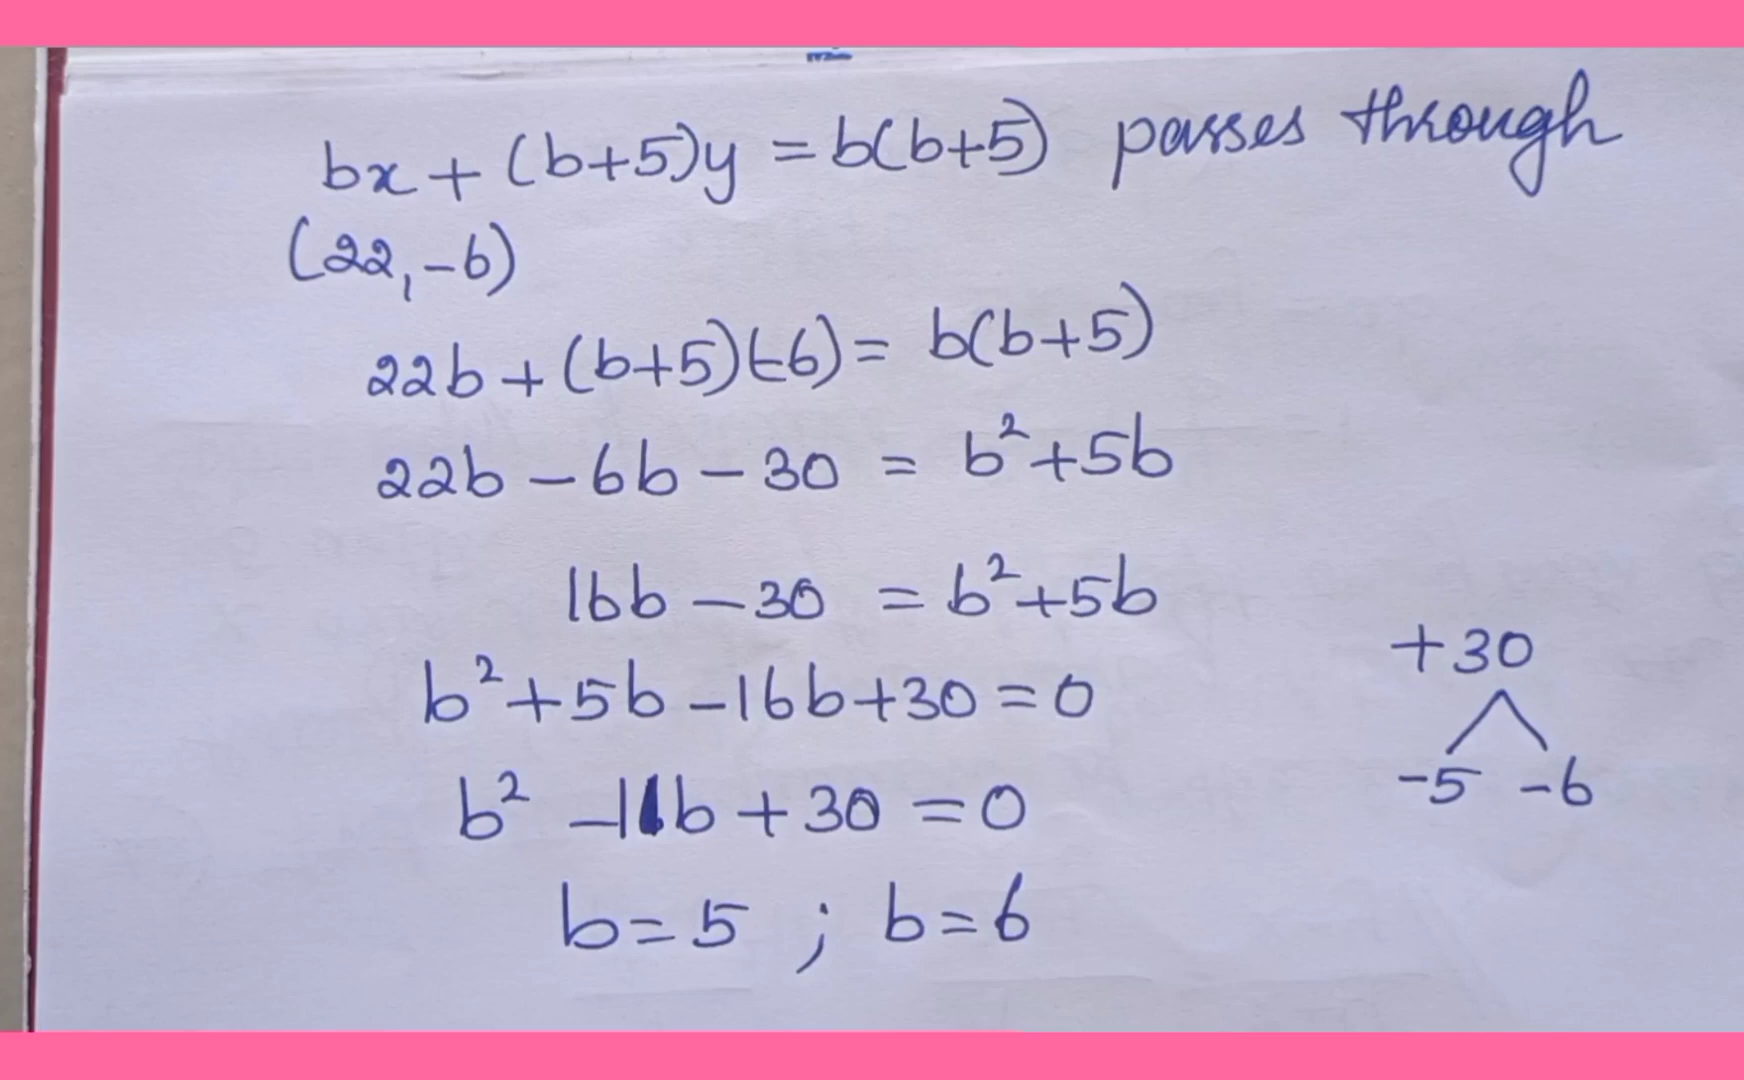 bx + (b+5)y = b(b+5) passes through
(22, -6)
22b + (b+5)(-6) = b(b+5)
22b - 6b - 30 = b²+5b
16b - 30 = b²+5b
b²+5b -16b+30 = 0
b² -11b + 30 = 0
b = 5 ; b = 6
+30
-5 -6